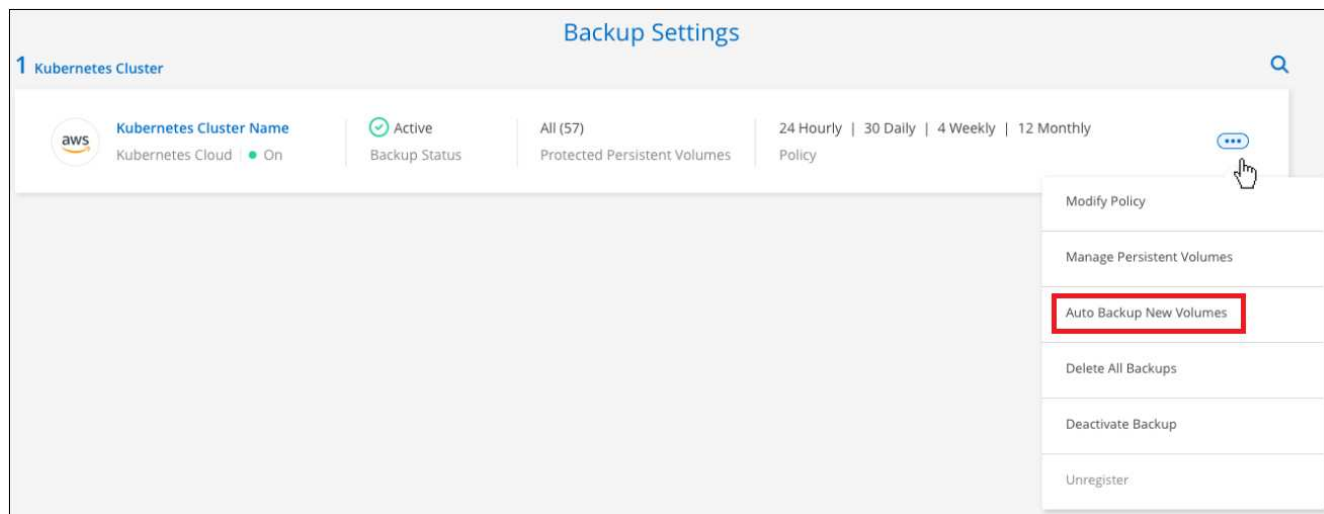 Backup Settings
1 Kubernetes Cluster
aws
Kubernetes Cluster Name
Kubernetes Cloud | On
Active
Backup Status
All (57)
Protected Persistent Volumes
24 Hourly | 30 Daily | 4 Weekly | 12 Monthly
Policy
Modify Policy
Manage Persistent Volumes
Auto Backup New Volumes
Delete All Backups
Deactivate Backup
Unregister